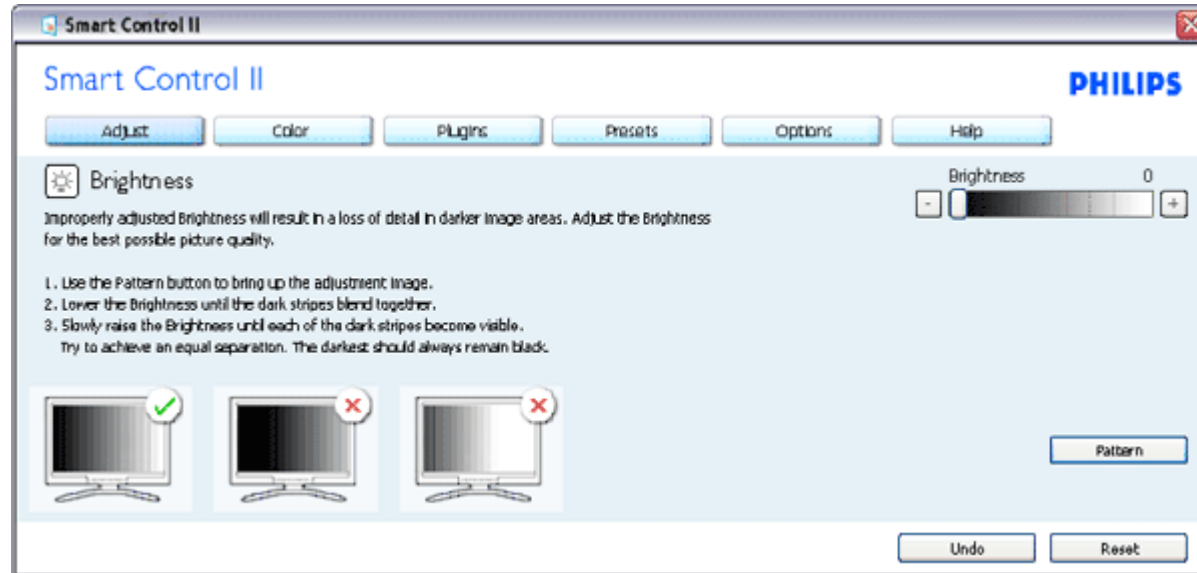 Smart Control II
Smart Control II
PHILIPS
Adjust Color Plugins Presets Options Help
Brightness
Brightness 0
- +
Improperly adjusted Brightness will result in a loss of detail in darker image areas. Adjust the Brightness
for the best possible picture quality.
1. Use the Pattern button to bring up the adjustment image.
2. Lower the Brightness until the dark stripes blend together.
3. Slowly raise the Brightness until each of the dark stripes become visible.
Try to achieve an equal separation. The darkest should always remain black.
Pattern
Undo Reset